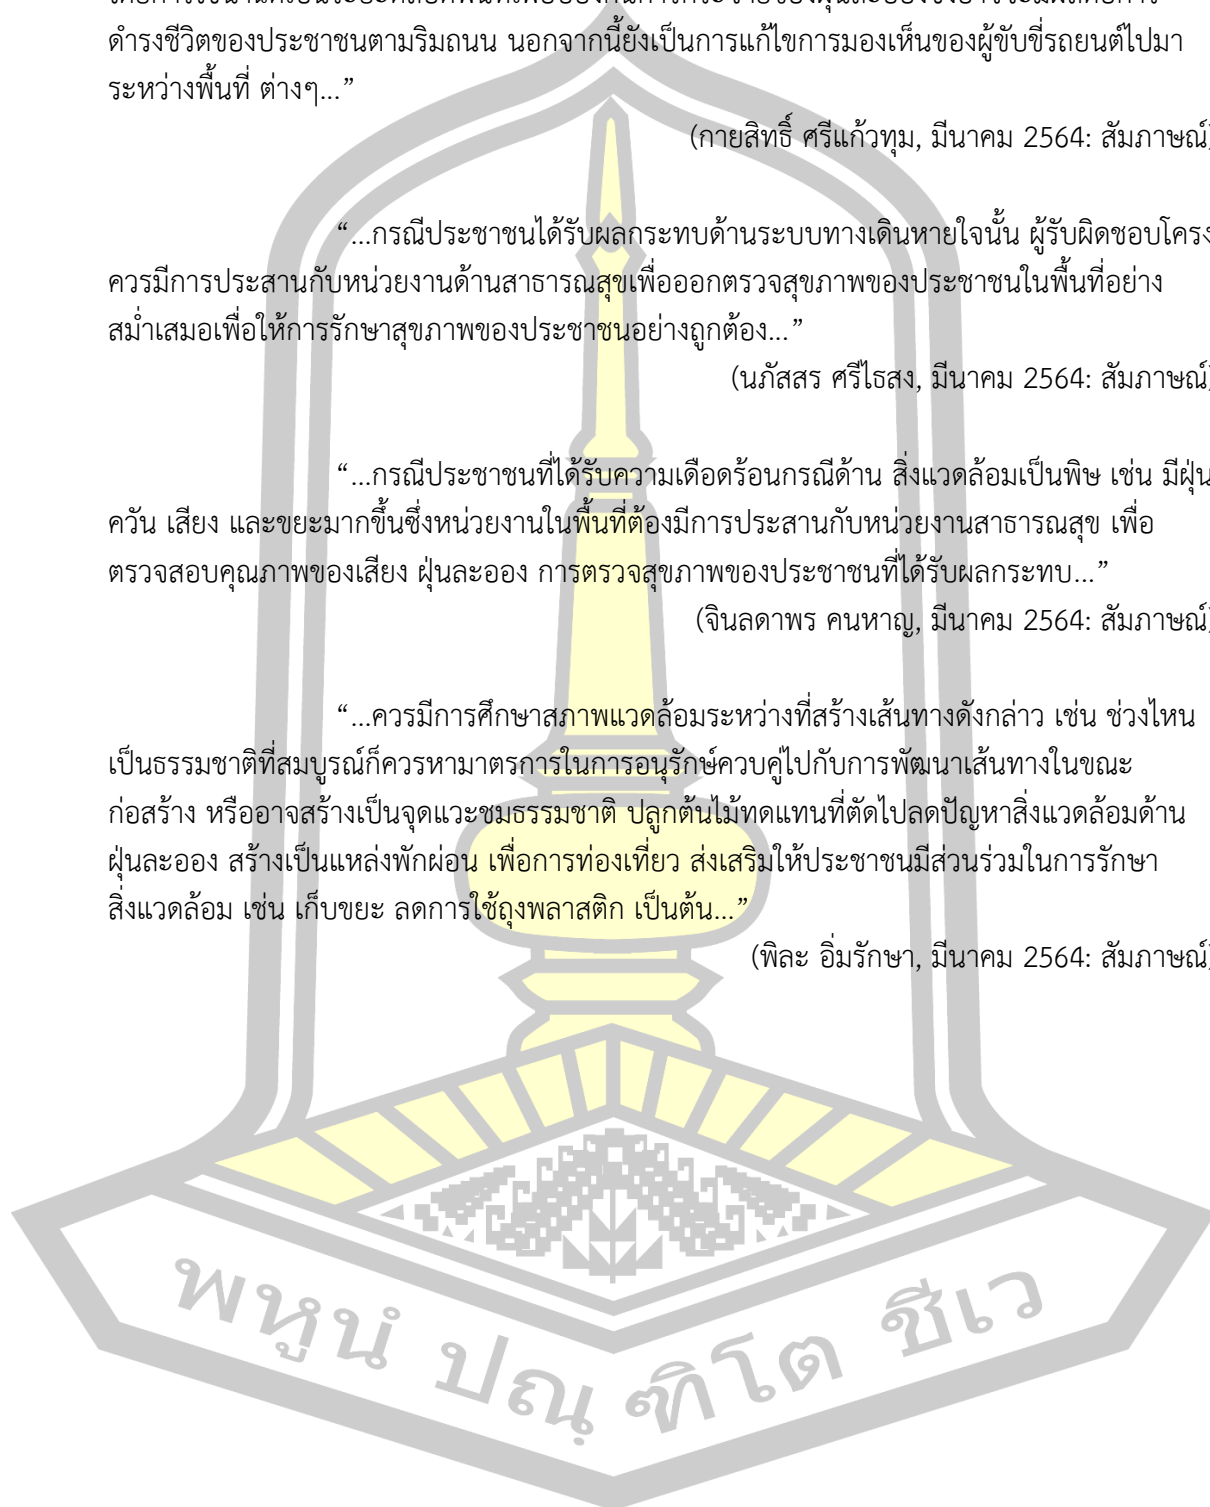 ดำรงชีวิตของประชาชนตามริมถนน นอกจากนี้ยังเป็นการแก้ไขการมองเห็นของผู้ขับขี่รถยนต์ไปมา
ระหว่างพื้นที่ ต่างๆ...”
(กายสิทธิ์ ศรีแก้วทุม, มีนาคม 2564: สัมภาษณ์)
“...กรณีประชาชนได้รับผลกระทบด้านระบบทางเดินหายใจนั้น ผู้รับผิดชอบโครง
ควรมีการประสานกับหน่วยงานด้านสาธารณสุขเพื่อออกตรวจสุขภาพของประชาชนในพื้นที่อย่าง
สม่ำเสมอเพื่อให้การรักษาสุขภาพของประชาชนอย่างถูกต้อง...”
(นภัสสร ศรีไธสง, มีนาคม 2564: สัมภาษณ์)
“...กรณีประชาชนที่ได้รับความเดือดร้อนกรณีด้าน สิ่งแวดล้อมเป็นพิษ เช่น มีฝุ่น
ควัน เสียง และขยะมากขึ้นซึ่งหน่วยงานในพื้นที่ต้องมีการประสานกับหน่วยงานสาธารณสุข เพื่อ
ตรวจสอบคุณภาพของเสียง ฝุ่นละออง การตรวจสุขภาพของประชาชนที่ได้รับผลกระทบ...”
(จินลดาพร คนหาญ, มีนาคม 2564: สัมภาษณ์)
“...ควรมีการศึกษาสภาพแวดล้อมระหว่างที่สร้างเส้นทางดังกล่าว เช่น ช่วงไหน
เป็นธรรมชาติที่สมบูรณ์ก็ควรหามาตรการในการอนุรักษ์ควบคู่ไปกับการพัฒนาเส้นทางในขณะ
ก่อสร้าง หรืออาจสร้างเป็นจุดแวะชมธรรมชาติ ปลูกต้นไม้ทดแทนที่ตัดไปลดปัญหาสิ่งแวดล้อมด้าน
ฝุ่นละออง สร้างเป็นแหล่งพักผ่อน เพื่อการท่องเที่ยว ส่งเสริมให้ประชาชนมีส่วนร่วมในการรักษา
สิ่งแวดล้อม เช่น เก็บขยะ ลดการใช้ถุงพลาสติก เป็นต้น...”
(พิละ อิ่มรักษา, มีนาคม 2564: สัมภาษณ์)
พหูนํ ปณฺฑิโต ชีเว